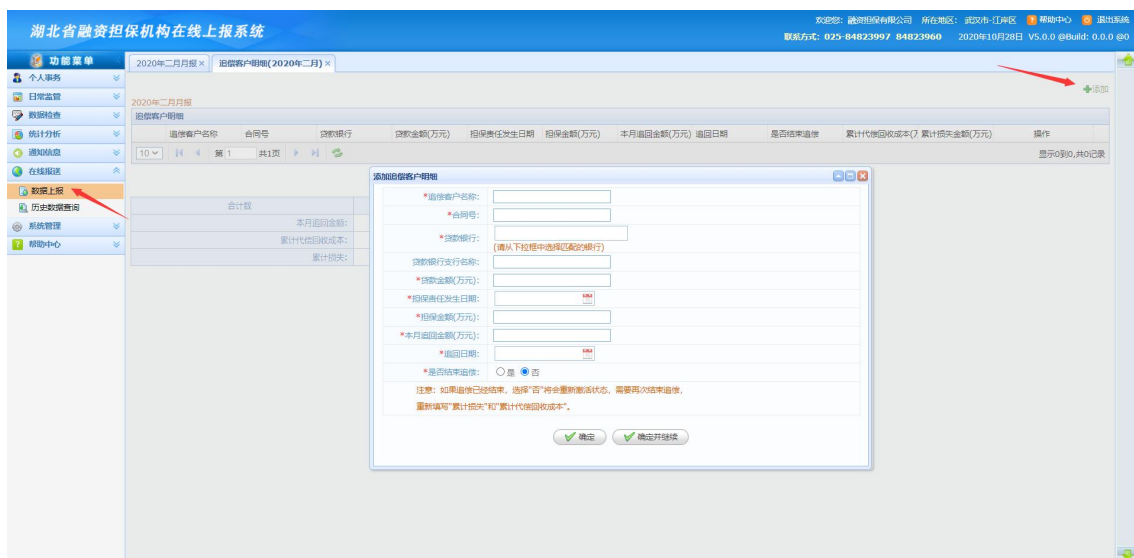 欢迎您: 融资担保有限公司 所在地区: 武汉市-江岸区 帮助中心 退出系统
湖北省融资担保机构在线上报系统
联系方式: 025-84823997 84823960 2020年10月28日 V5.0.0 @Build: 0.0.0 @0
功能菜单
2020年二月月报× 追偿客户明细(2020年二月)×
个人事务
日常监管
数据检查
统计分析
通知信息
在线报送
数据上报
历史数据查询
系统管理
帮助中心
添加
2020年二月月报
追偿客户明细
追偿客户名称 合同号 贷款银行 贷款金额(万元) 担保责任发生日期 担保金额(万元) 本月追回金额(万元) 追回日期 是否结束追偿 累计代偿回收成本(万 累计损失金额(万元) 操作
10 第 1 共1页 显示0到0,共0记录
合计数
本月追回金额:
累计代偿回收成本:
累计损失:
添加追偿客户明细
*追偿客户名称:
*合同号:
*贷款银行:
(请从下拉框中选择匹配的银行)
贷款银行支行名称:
*贷款金额(万元):
*担保责任发生日期:
*担保金额(万元):
*本月追回金额(万元):
*追回日期:
*是否结束追偿: 是 否
注意: 如果追偿已经结束, 选择"否"将会重新激活状态, 需要再次结束追偿,
重新填写"累计损失"和"累计代偿回收成本"。
确定 确定并继续